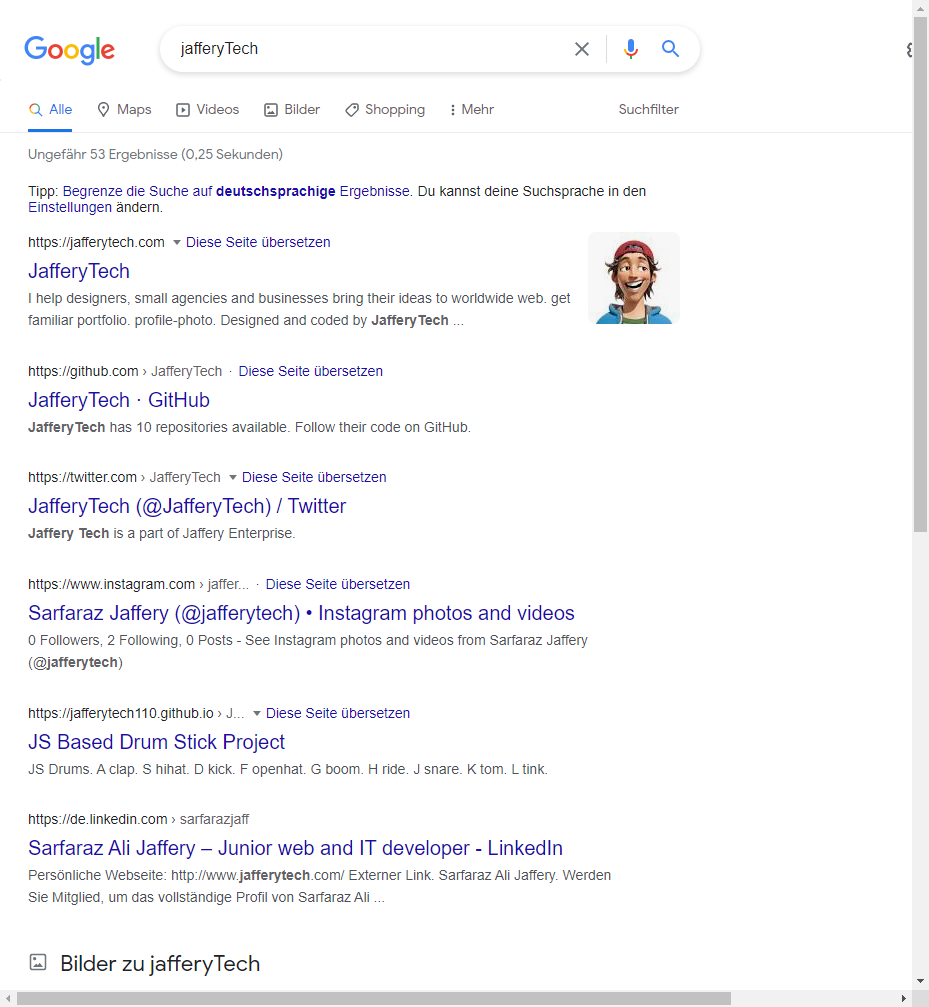 Google
jafferyTech
Alle Maps Videos Bilder Shopping Mehr Suchfilter
Ungefähr 53 Ergebnisse (0,25 Sekunden)
Tipp: Begrenze die Suche auf deutschsprachige Ergebnisse. Du kannst deine Suchsprache in den
Einstellungen ändern.
https://jafferytech.com Diese Seite übersetzen
JafferyTech
I help designers, small agencies and businesses bring their ideas to worldwide web. get
familiar portfolio. profile-photo. Designed and coded by JafferyTech ...
https://github.com › JafferyTech · Diese Seite übersetzen
JafferyTech · GitHub
JafferyTech has 10 repositories available. Follow their code on GitHub.
https://twitter.com › JafferyTech Diese Seite übersetzen
JafferyTech (@JafferyTech) / Twitter
Jaffery Tech is a part of Jaffery Enterprise.
https://www.instagram.com › jaffer... · Diese Seite übersetzen
Sarfaraz Jaffery (@jafferytech) • Instagram photos and videos
0 Followers, 2 Following, 0 Posts - See Instagram photos and videos from Sarfaraz Jaffery
(@jafferytech)
https://jafferytech110.github.io › J... Diese Seite übersetzen
JS Based Drum Stick Project
JS Drums. A clap. S hihat. D kick. F openhat. G boom. H ride. J snare. K tom. L tink.
https://de.linkedin.com › sarfarazjaff
Sarfaraz Ali Jaffery – Junior web and IT developer - LinkedIn
Persönliche Webseite: http://www.jafferytech.com/ Externer Link. Sarfaraz Ali Jaffery. Werden
Sie Mitglied, um das vollständige Profil von Sarfaraz Ali ...
Bilder zu jafferyTech